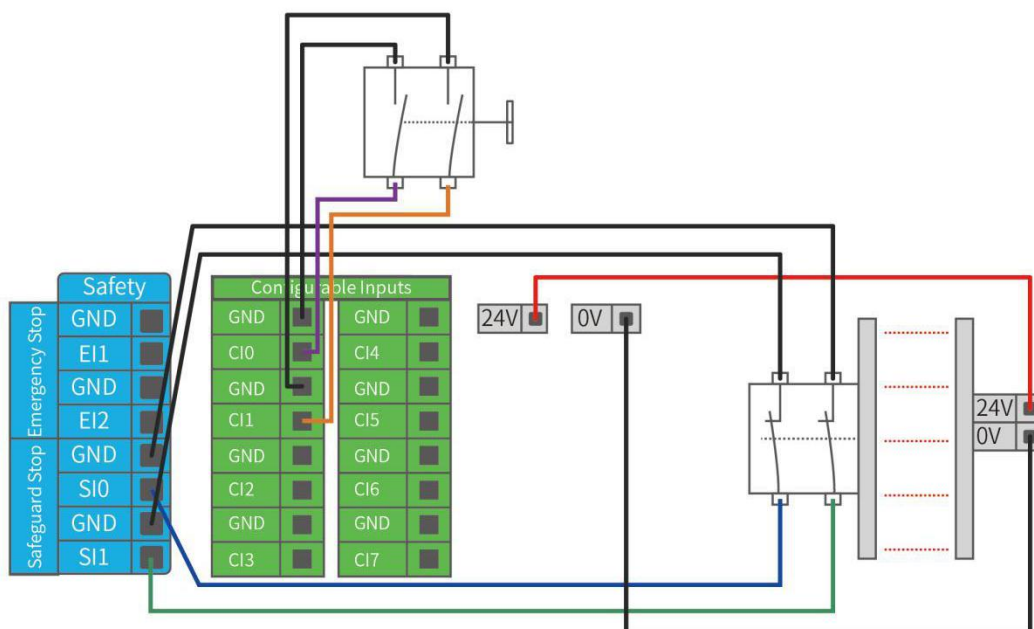 Safety
Emergency Stop
GND
EI1
GND
EI2
Safeguard Stop
GND
SI0
GND
SI1
Configurable Inputs
GND GND
CI0 CI4
GND GND
CI1 CI5
GND GND
CI2 CI6
GND GND
CI3 CI7
24V 0V
24V
0V